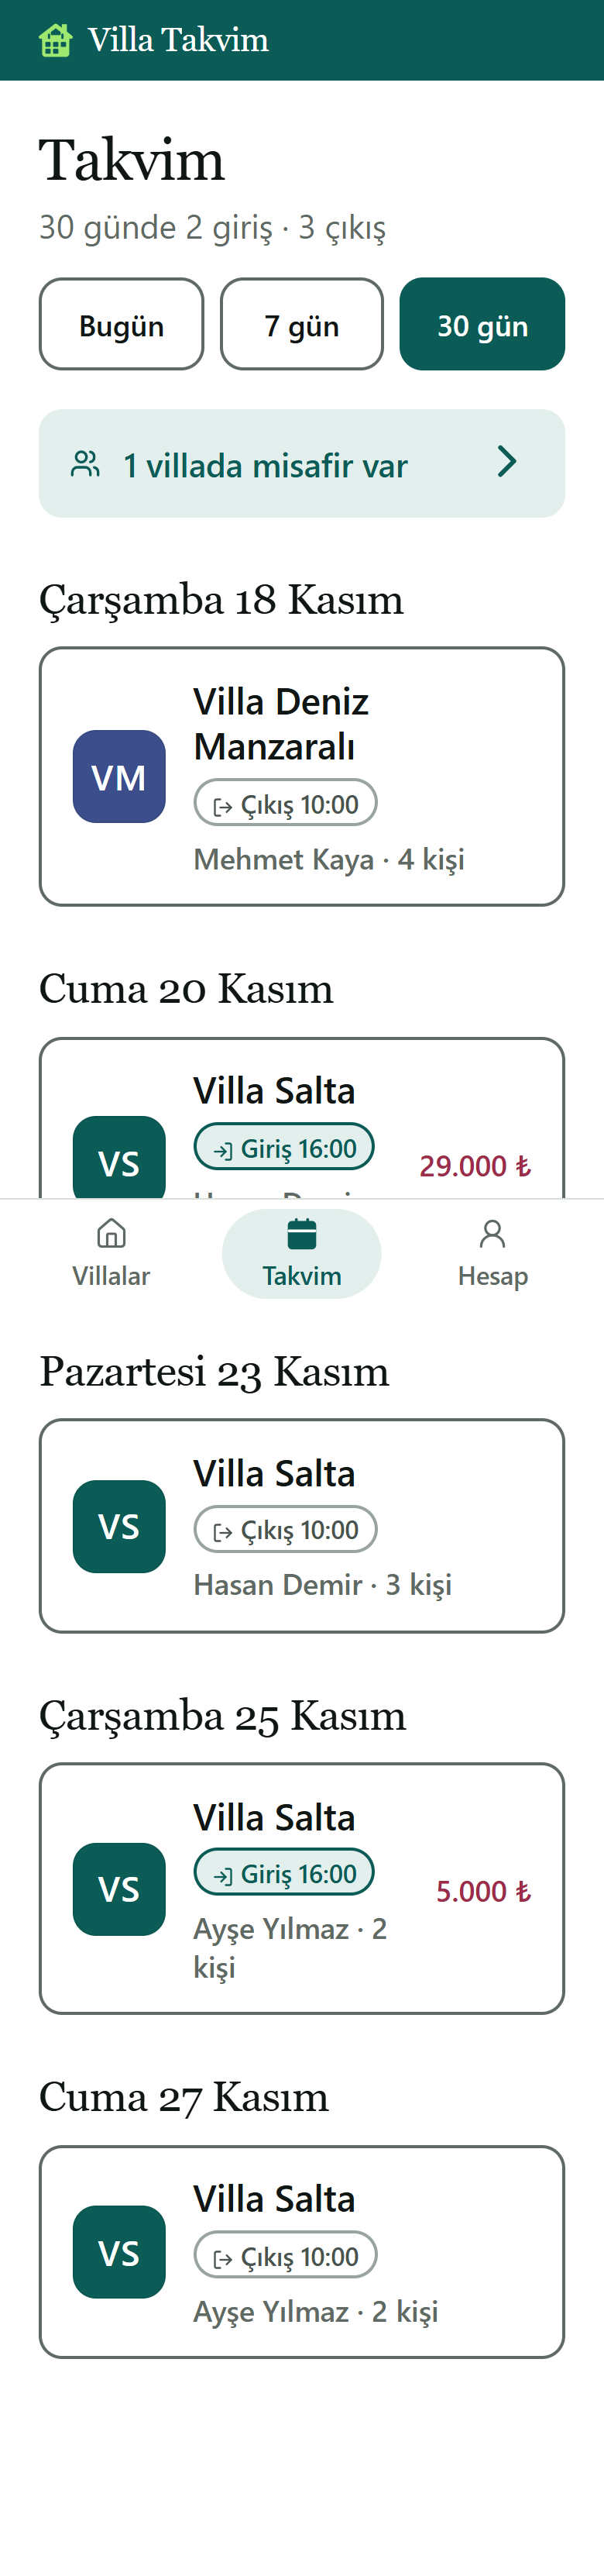 Villa Takvim
Takvim
30 günde 2 giriş · 3 çıkış
Bugün
7 gün
30 gün
1 villada misafir var
Çarşamba 18 Kasım
VM
Villa Deniz
Manzaralı
Çıkış 10:00
Mehmet Kaya · 4 kişi
Cuma 20 Kasım
VS
Villa Salta
Giriş 16:00
29.000 ₺
Villalar
Takvim
Hesap
Pazartesi 23 Kasım
VS
Villa Salta
Çıkış 10:00
Hasan Demir · 3 kişi
Çarşamba 25 Kasım
VS
Villa Salta
Giriş 16:00
Ayşe Yılmaz · 2
kişi
5.000 ₺
Cuma 27 Kasım
VS
Villa Salta
Çıkış 10:00
Ayşe Yılmaz · 2 kişi